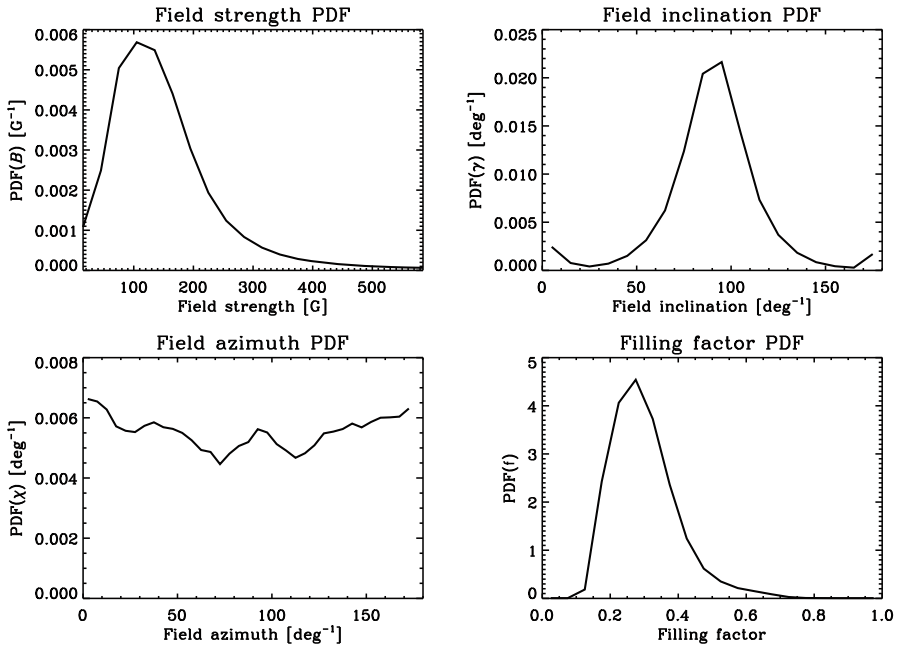 Field strength PDF
0.006
0.005
0.004
0.003
0.002
0.001
0.000
PDF(B) [G⁻¹]
100 200 300 400 500
Field strength [G]
Field inclination PDF
0.025
0.020
0.015
0.010
0.005
0.000
PDF(γ) [deg⁻¹]
0 50 100 150
Field inclination [deg⁻¹]
Field azimuth PDF
0.008
0.006
0.004
0.002
0.000
PDF(χ) [deg⁻¹]
0 50 100 150
Field azimuth [deg⁻¹]
Filling factor PDF
5
4
3
2
1
0
PDF(f)
0.0 0.2 0.4 0.6 0.8 1.0
Filling factor